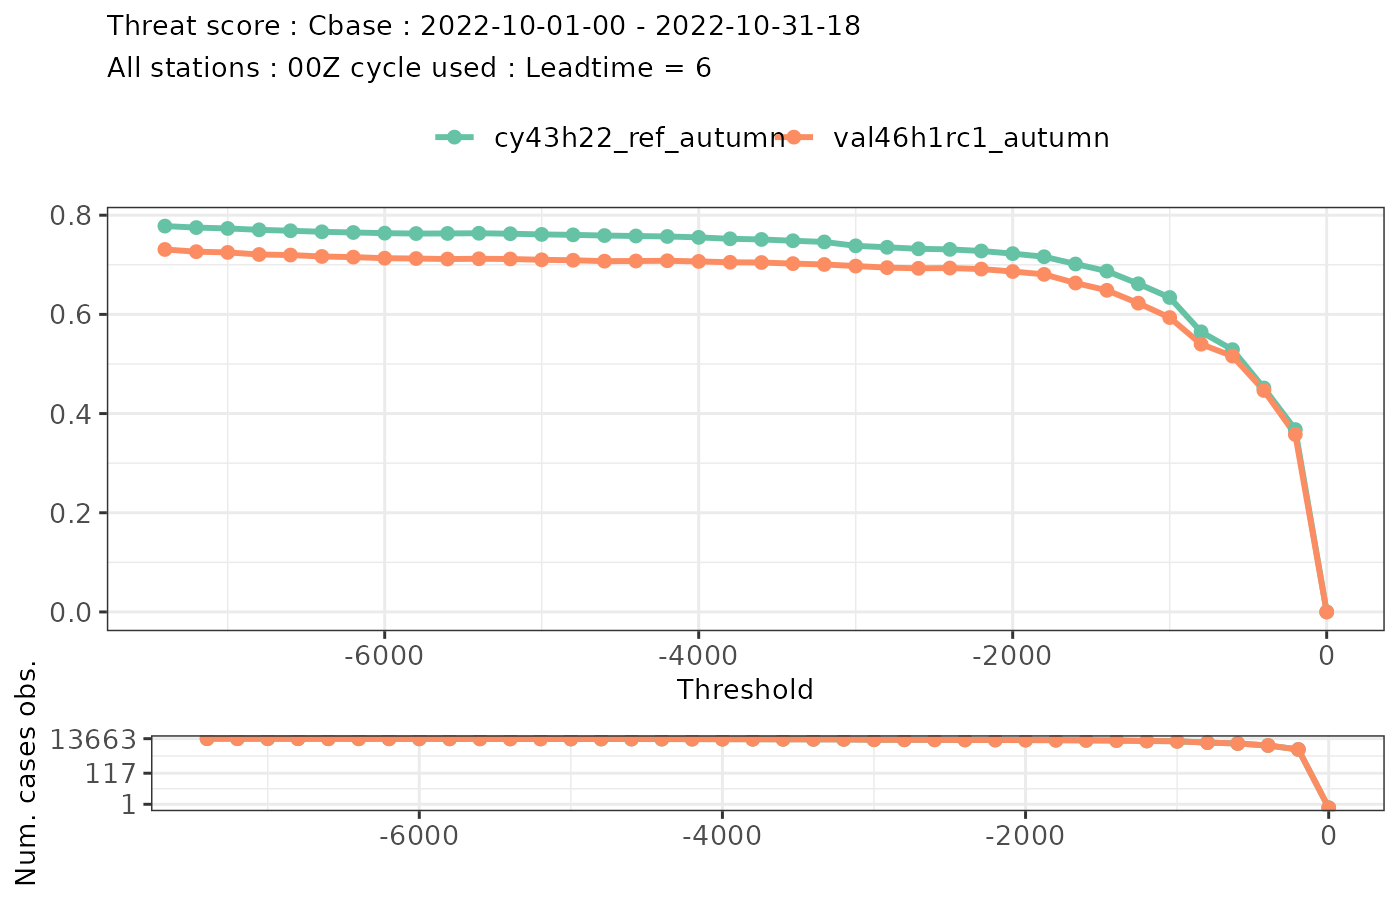 Threat score : Cbase : 2022-10-01-00 - 2022-10-31-18
All stations : 00Z cycle used : Leadtime = 6
cy43h22_ref_autumn val46h1rc1_autumn
0.8
0.6
0.4
0.2
0.0
-6000 -4000 -2000 0
Threshold
Num. cases obs.
13663
117
1
-6000 -4000 -2000 0